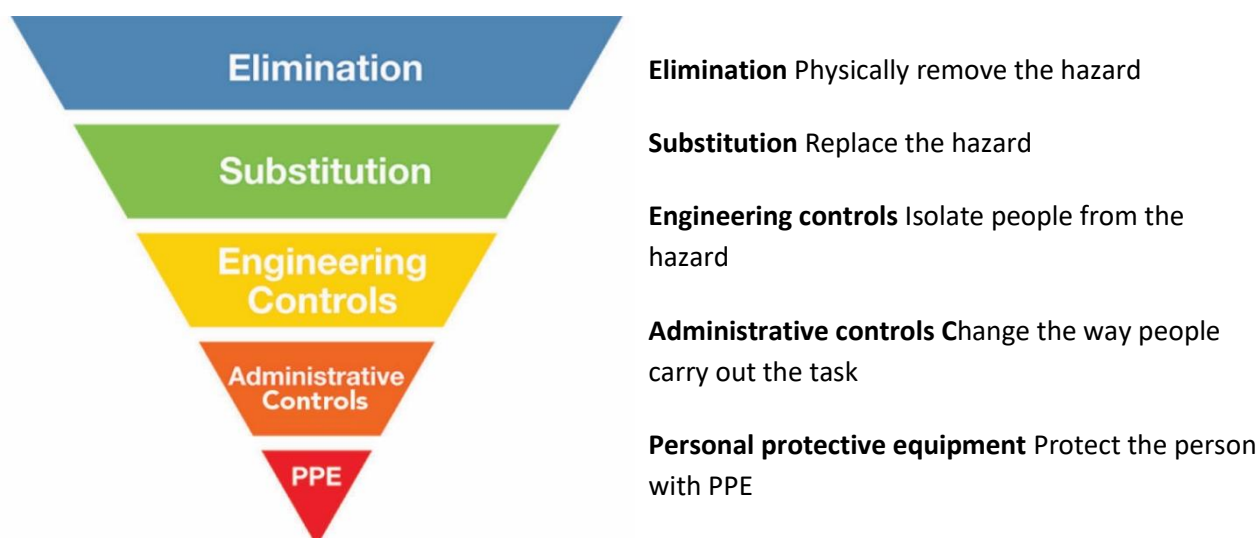 Elimination
Elimination Physically remove the hazard
Substitution
Substitution Replace the hazard
Engineering
Controls
Engineering controls Isolate people from the
hazard
Administrative
Controls
Administrative controls Change the way people
carry out the task
PPE
Personal protective equipment Protect the person
with PPE